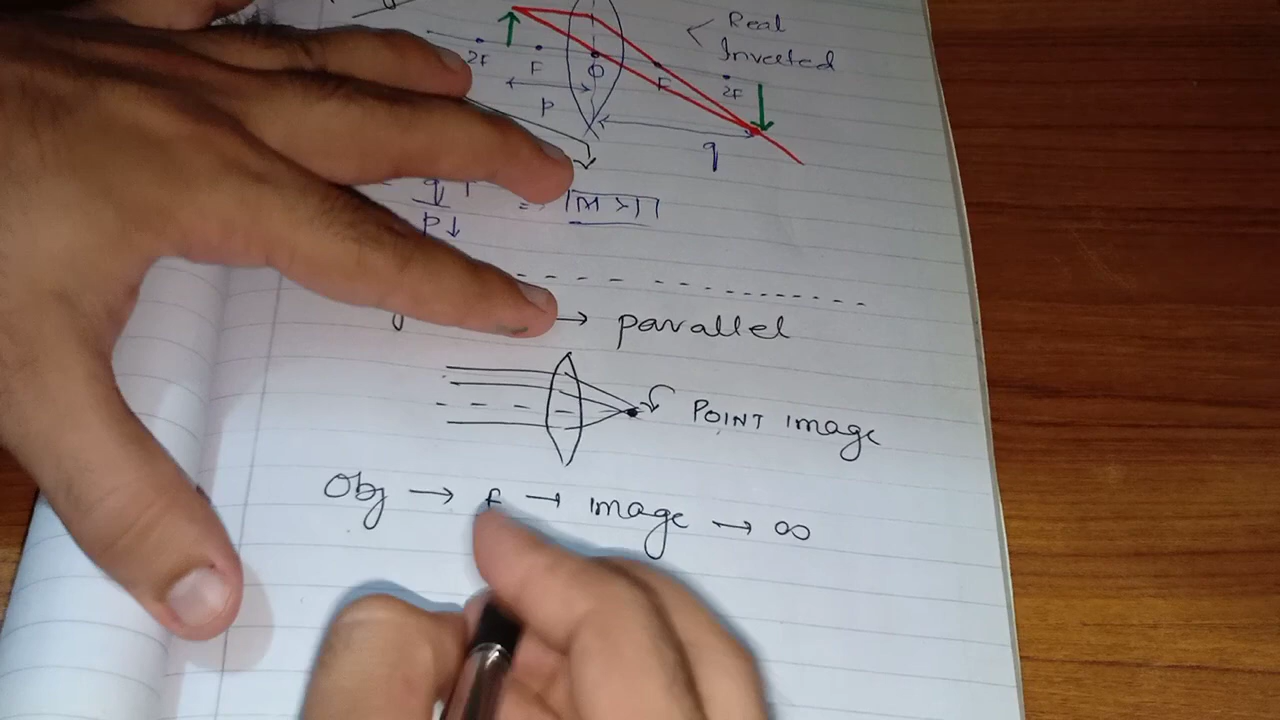 Real
Inverted
2F F O F 2F
p
q
q↑
p↓ => |M >1|
→ parallel
POINT image
Obj → F → image → ∞